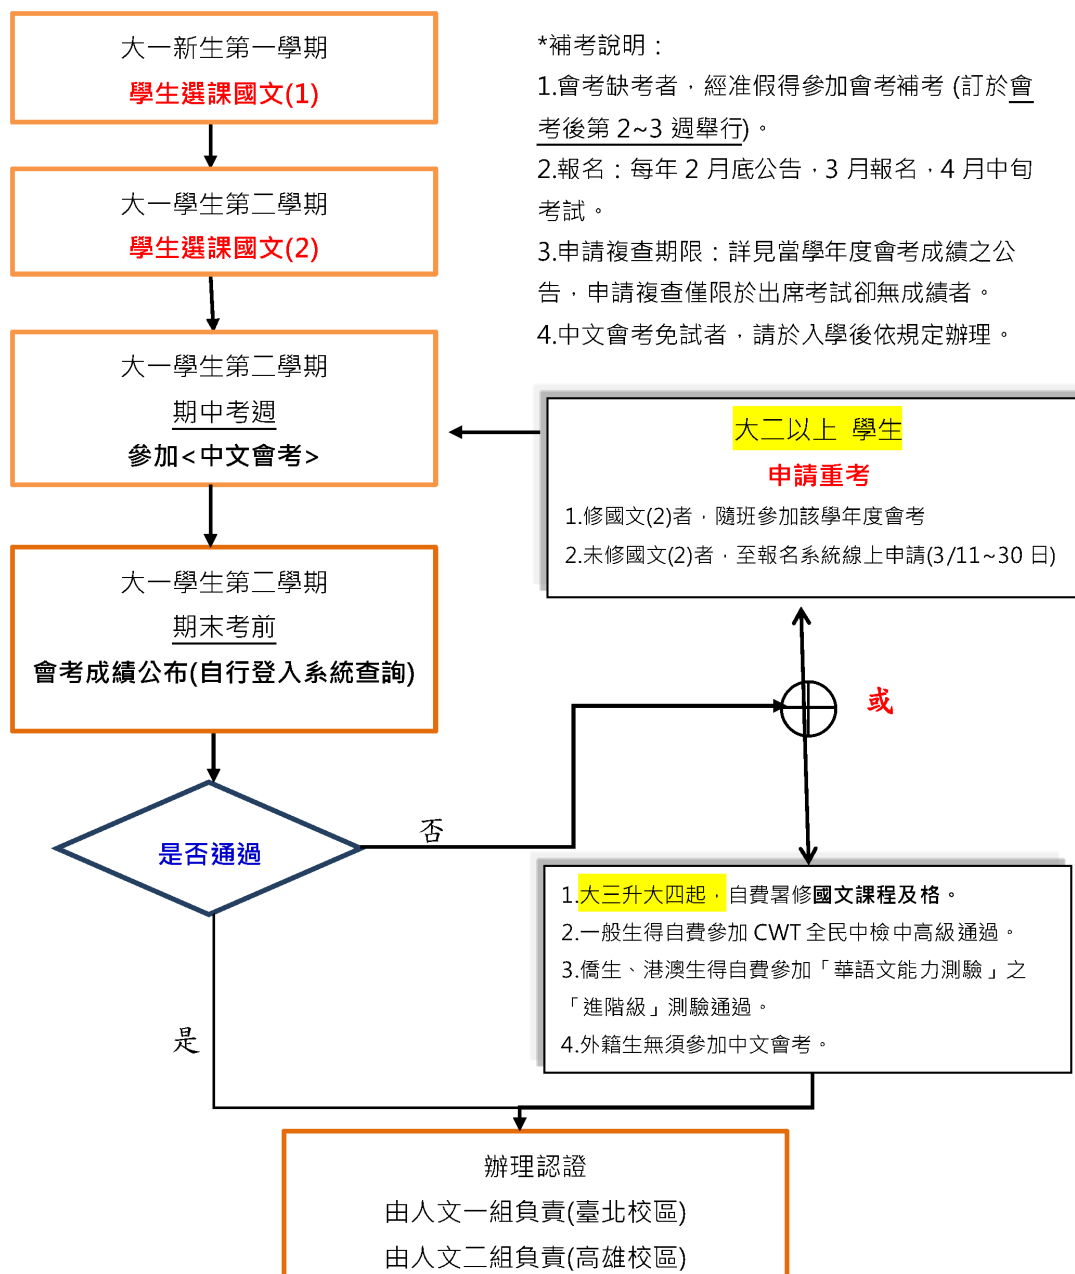 大一新生第一學期
學生選課國文(1)
大一學生第二學期
學生選課國文(2)
大一學生第二學期
期中考週
參加<中文會考>
大一學生第二學期
期末考前
會考成績公布(自行登入系統查詢)
是否通過
否
是
*補考說明：
1.會考缺考者，經准假得參加會考補考 (訂於會
考後第 2~3 週舉行)。
2.報名：每年 2 月底公告，3 月報名，4 月中旬
考試。
3.申請複查期限：詳見當學年度會考成績之公
告，申請複查僅限於出席考試卻無成績者。
4.中文會考免試者，請於入學後依規定辦理。
大二以上 學生
申請重考
1.修國文(2)者，隨班參加該學年度會考
2.未修國文(2)者，至報名系統線上申請(3/11~30 日)
或
1.大三升大四起，自費暑修國文課程及格。
2.一般生得自費參加 CWT 全民中檢中高級通過。
3.僑生、港澳生得自費參加「華語文能力測驗」之
「進階級」測驗通過。
4.外籍生無須參加中文會考。
辦理認證
由人文一組負責(臺北校區)
由人文二組負責(高雄校區)